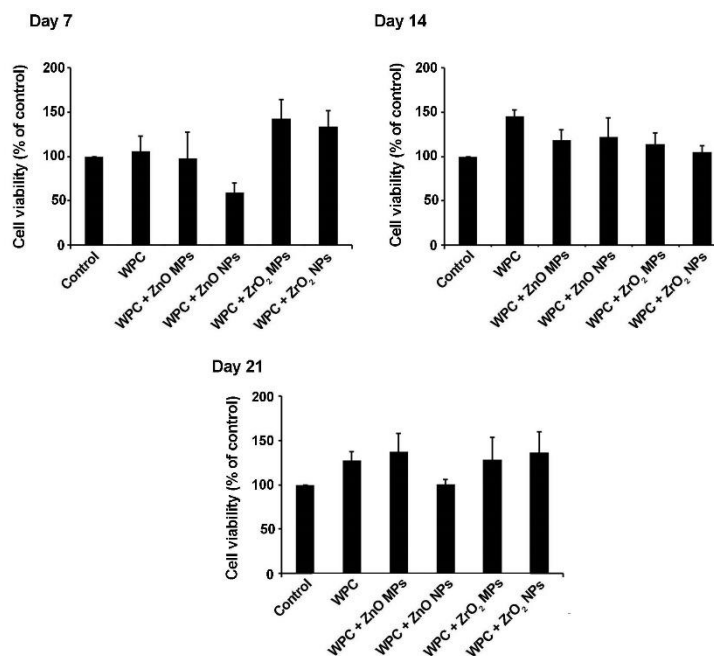 Day 7
Cell viability (% of control)
200
150
100
50
0
Control
WPC
WPC + ZnO MPs
WPC + ZnO NPs
WPC + ZrO₂ MPs
WPC + ZrO₂ NPs
Day 14
Cell viability (% of control)
200
150
100
50
0
Control
WPC
WPC + ZnO MPs
WPC + ZnO NPs
WPC + ZrO₂ MPs
WPC + ZrO₂ NPs
Day 21
Cell viability (% of control)
200
150
100
50
0
Control
WPC
WPC + ZnO MPs
WPC + ZnO NPs
WPC + ZrO₂ MPs
WPC + ZrO₂ NPs